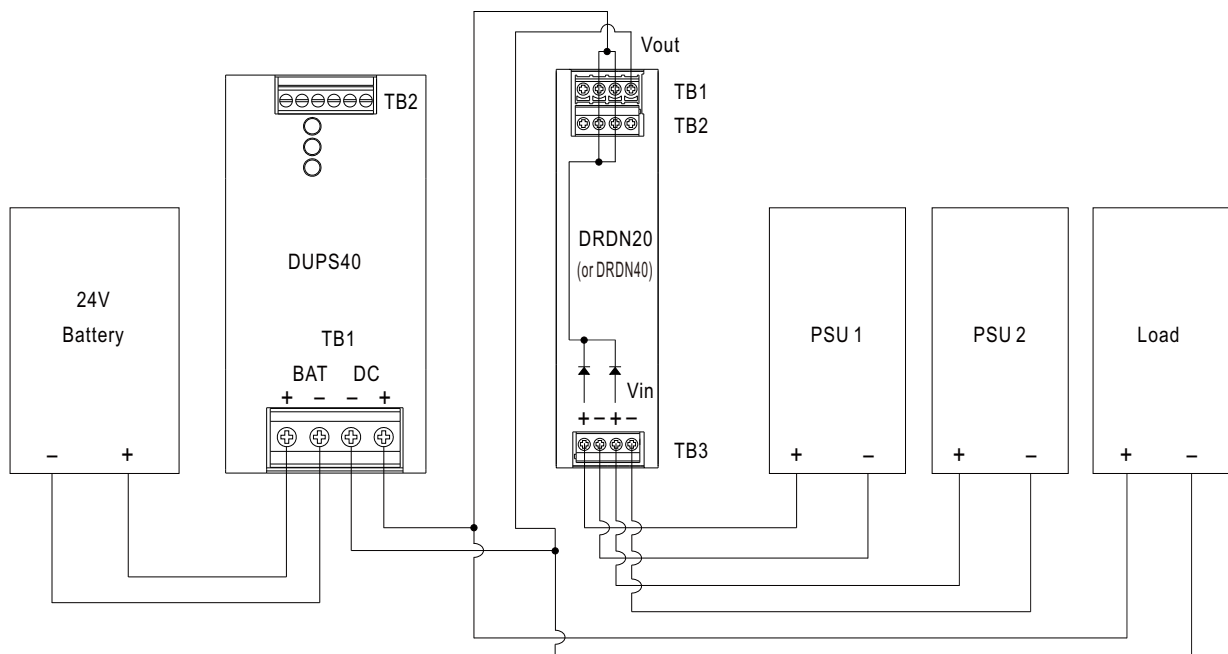 Vout
TB1
TB2
TB2
DUPS40
DRDN20
(or DRDN40)
24V
Battery
PSU 1
PSU 2
Load
TB1
BAT DC
+ − − +
Vin
+ − + −
TB3
− +
+ −
+ −
+ −